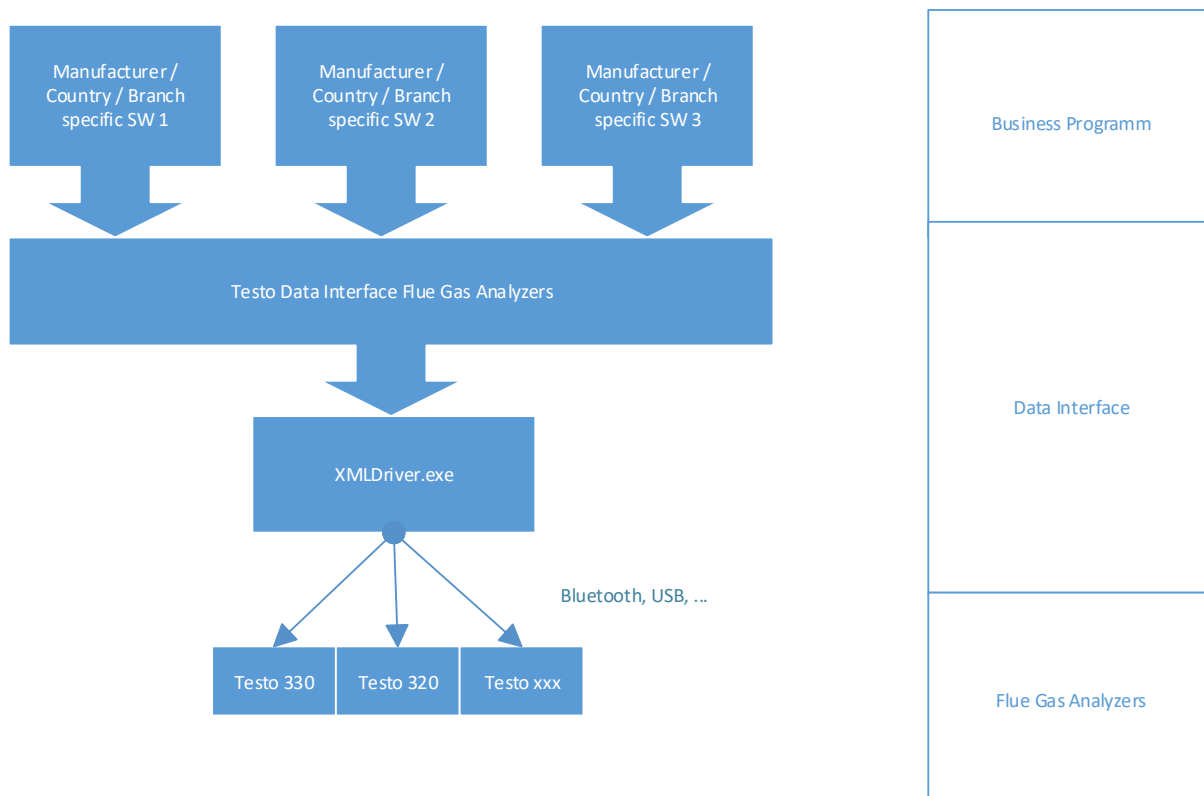 Manufacturer /
Country / Branch
specific SW 1
Manufacturer /
Country / Branch
specific SW 2
Manufacturer /
Country / Branch
specific SW 3
Business Programm
Testo Data Interface Flue Gas Analyzers
Data Interface
XMLDriver.exe
Bluetooth, USB, ...
Testo 330
Testo 320
Testo xxx
Flue Gas Analyzers